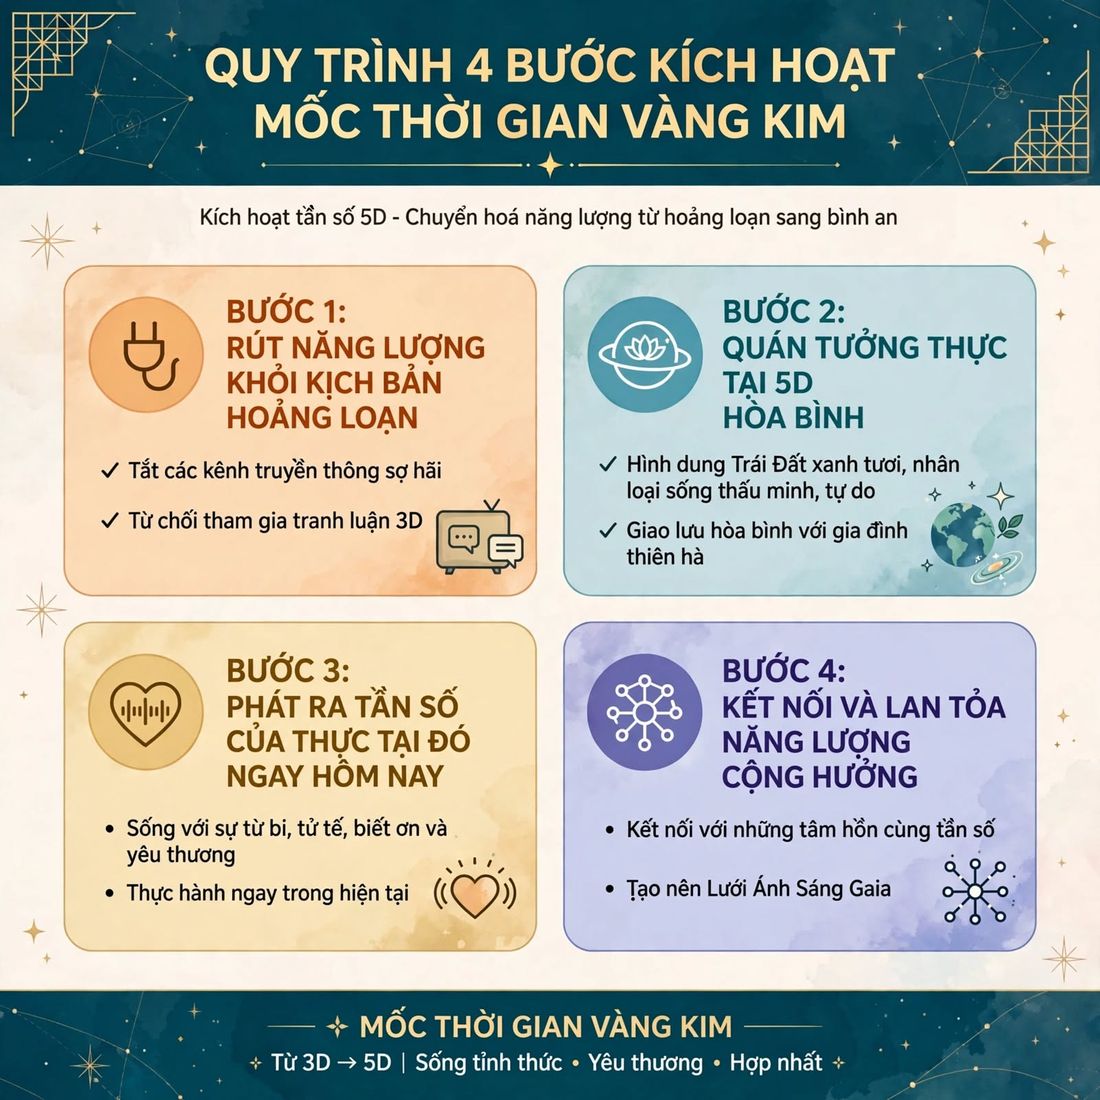 QUY TRÌNH 4 BƯỚC KÍCH HOẠT
MỐC THỜI GIAN VÀNG KIM
Kích hoạt tần số 5D - Chuyển hoá năng lượng từ hoảng loạn sang bình an
BƯỚC 1:
RÚT NĂNG LƯỢNG
KHỎI KỊCH BẢN
HOẢNG LOẠN
✓ Tắt các kênh truyền thông sợ hãi
✓ Từ chối tham gia tranh luận 3D
BƯỚC 2:
QUÁN TƯỞNG THỰC
TẠI 5D
HÒA BÌNH
✓ Hình dung Trái Đất xanh tươi, nhân
loại sống thấu minh, tự do
✓ Giao lưu hòa bình với gia đình
thiên hà
BƯỚC 3:
PHÁT RA TẦN SỐ
CỦA THỰC TẠI ĐÓ
NGAY HÔM NAY
• Sống với sự từ bi, tử tế, biết ơn và
yêu thương
• Thực hành ngay trong hiện tại
BƯỚC 4:
KẾT NỐI VÀ LAN TỎA
NĂNG LƯỢNG
CỘNG HƯỞNG
• Kết nối với những tâm hồn cùng tần số
• Tạo nên Lưới Ánh Sáng Gaia
MỐC THỜI GIAN VÀNG KIM
Từ 3D → 5D | Sống tỉnh thức • Yêu thương • Hợp nhất